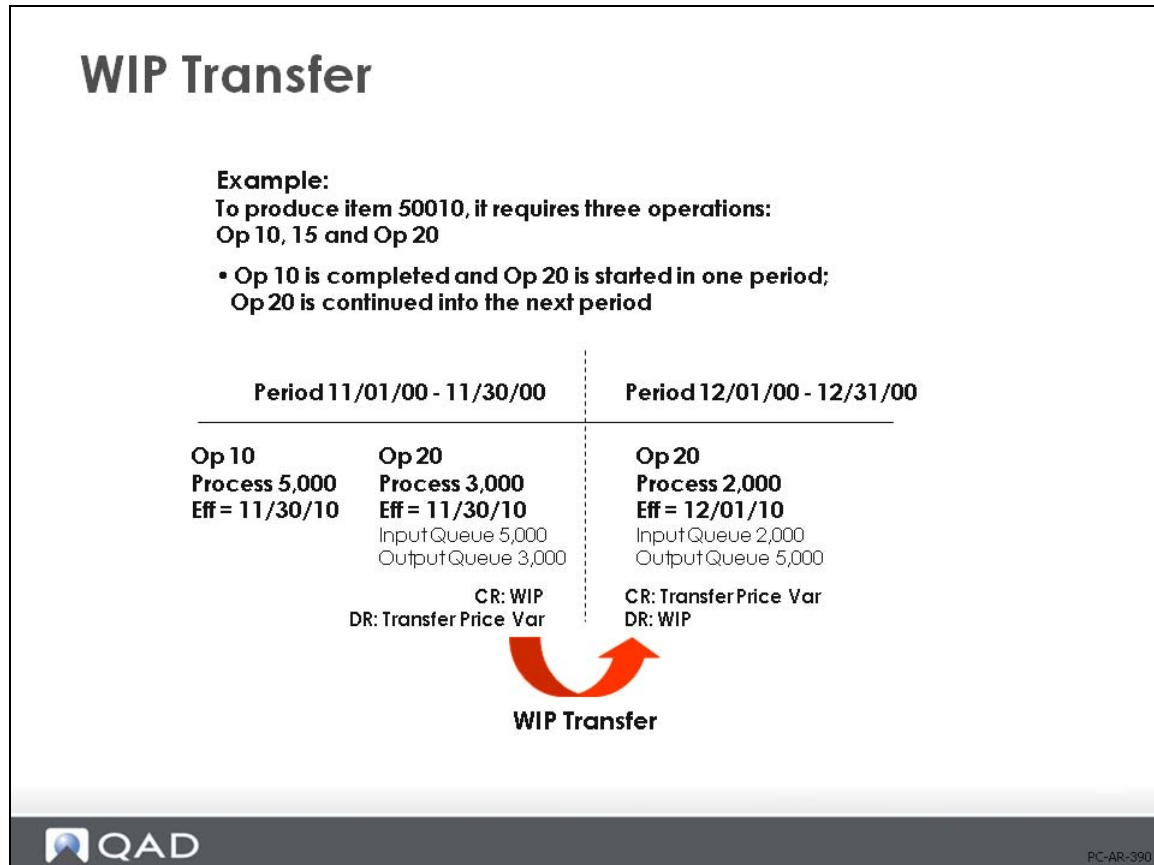 WIP Transfer
Example:
To produce item 50010, it requires three operations:
Op 10, 15 and Op 20
• Op 10 is completed and Op 20 is started in one period;
Op 20 is continued into the next period
Period 11/01/00 - 11/30/00
Period 12/01/00 - 12/31/00
Op 10
Process 5,000
Eff = 11/30/10
Op 20
Process 3,000
Eff = 11/30/10
Input Queue 5,000
Output Queue 3,000
CR: WIP
DR: Transfer Price Var
Op 20
Process 2,000
Eff = 12/01/10
Input Queue 2,000
Output Queue 5,000
CR: Transfer Price Var
DR: WIP
WIP Transfer
QAD
PC-AR-390